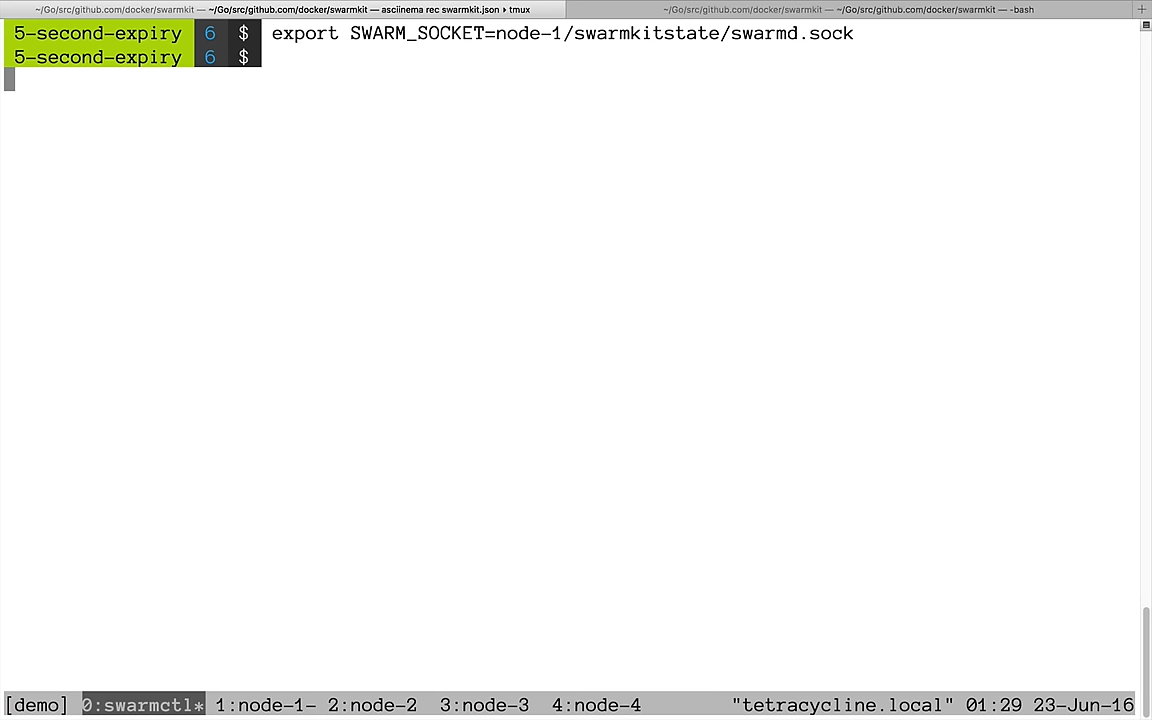 ~/Go/src/github.com/docker/swarmkit — ~/Go/src/github.com/docker/swarmkit — asciinema rec swarmkit.json ▸ tmux
~/Go/src/github.com/docker/swarmkit — ~/Go/src/github.com/docker/swarmkit — -bash
+
5-second-expiry 6 $ export SWARM_SOCKET=node-1/swarmkitstate/swarmd.sock
5-second-expiry 6 $
[demo] 0:swarmctl* 1:node-1- 2:node-2 3:node-3 4:node-4 "tetracycline.local" 01:29 23-Jun-16